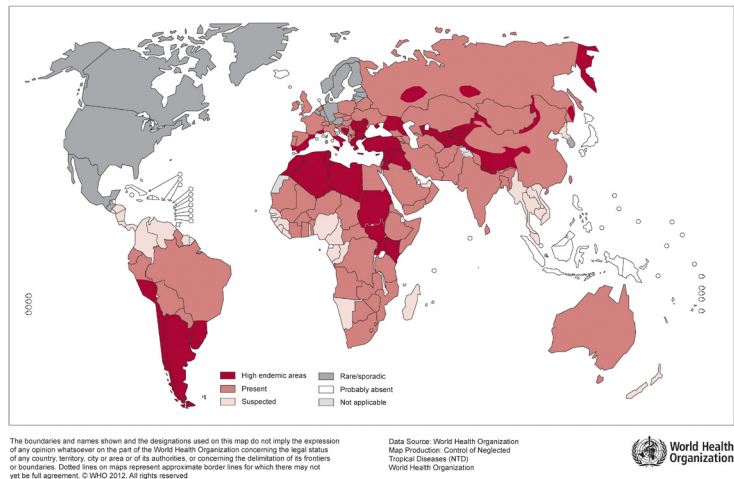 High endemic areas
Present
Suspected
Rare/sporadic
Probably absent
Not applicable
The boundaries and names shown and the designations used on this map do not imply the expression
of any opinion whatsoever on the part of the World Health Organization concerning the legal status
of any country, territory, city or area or of its authorities, or concerning the delimitation of its frontiers
or boundaries. Dotted lines on maps represent approximate border lines for which there may not
yet be full agreement. © WHO 2012. All rights reserved
Data Source: World Health Organization
Map Production: Control of Neglected
Tropical Diseases (NTD)
World Health Organization
World Health
Organization